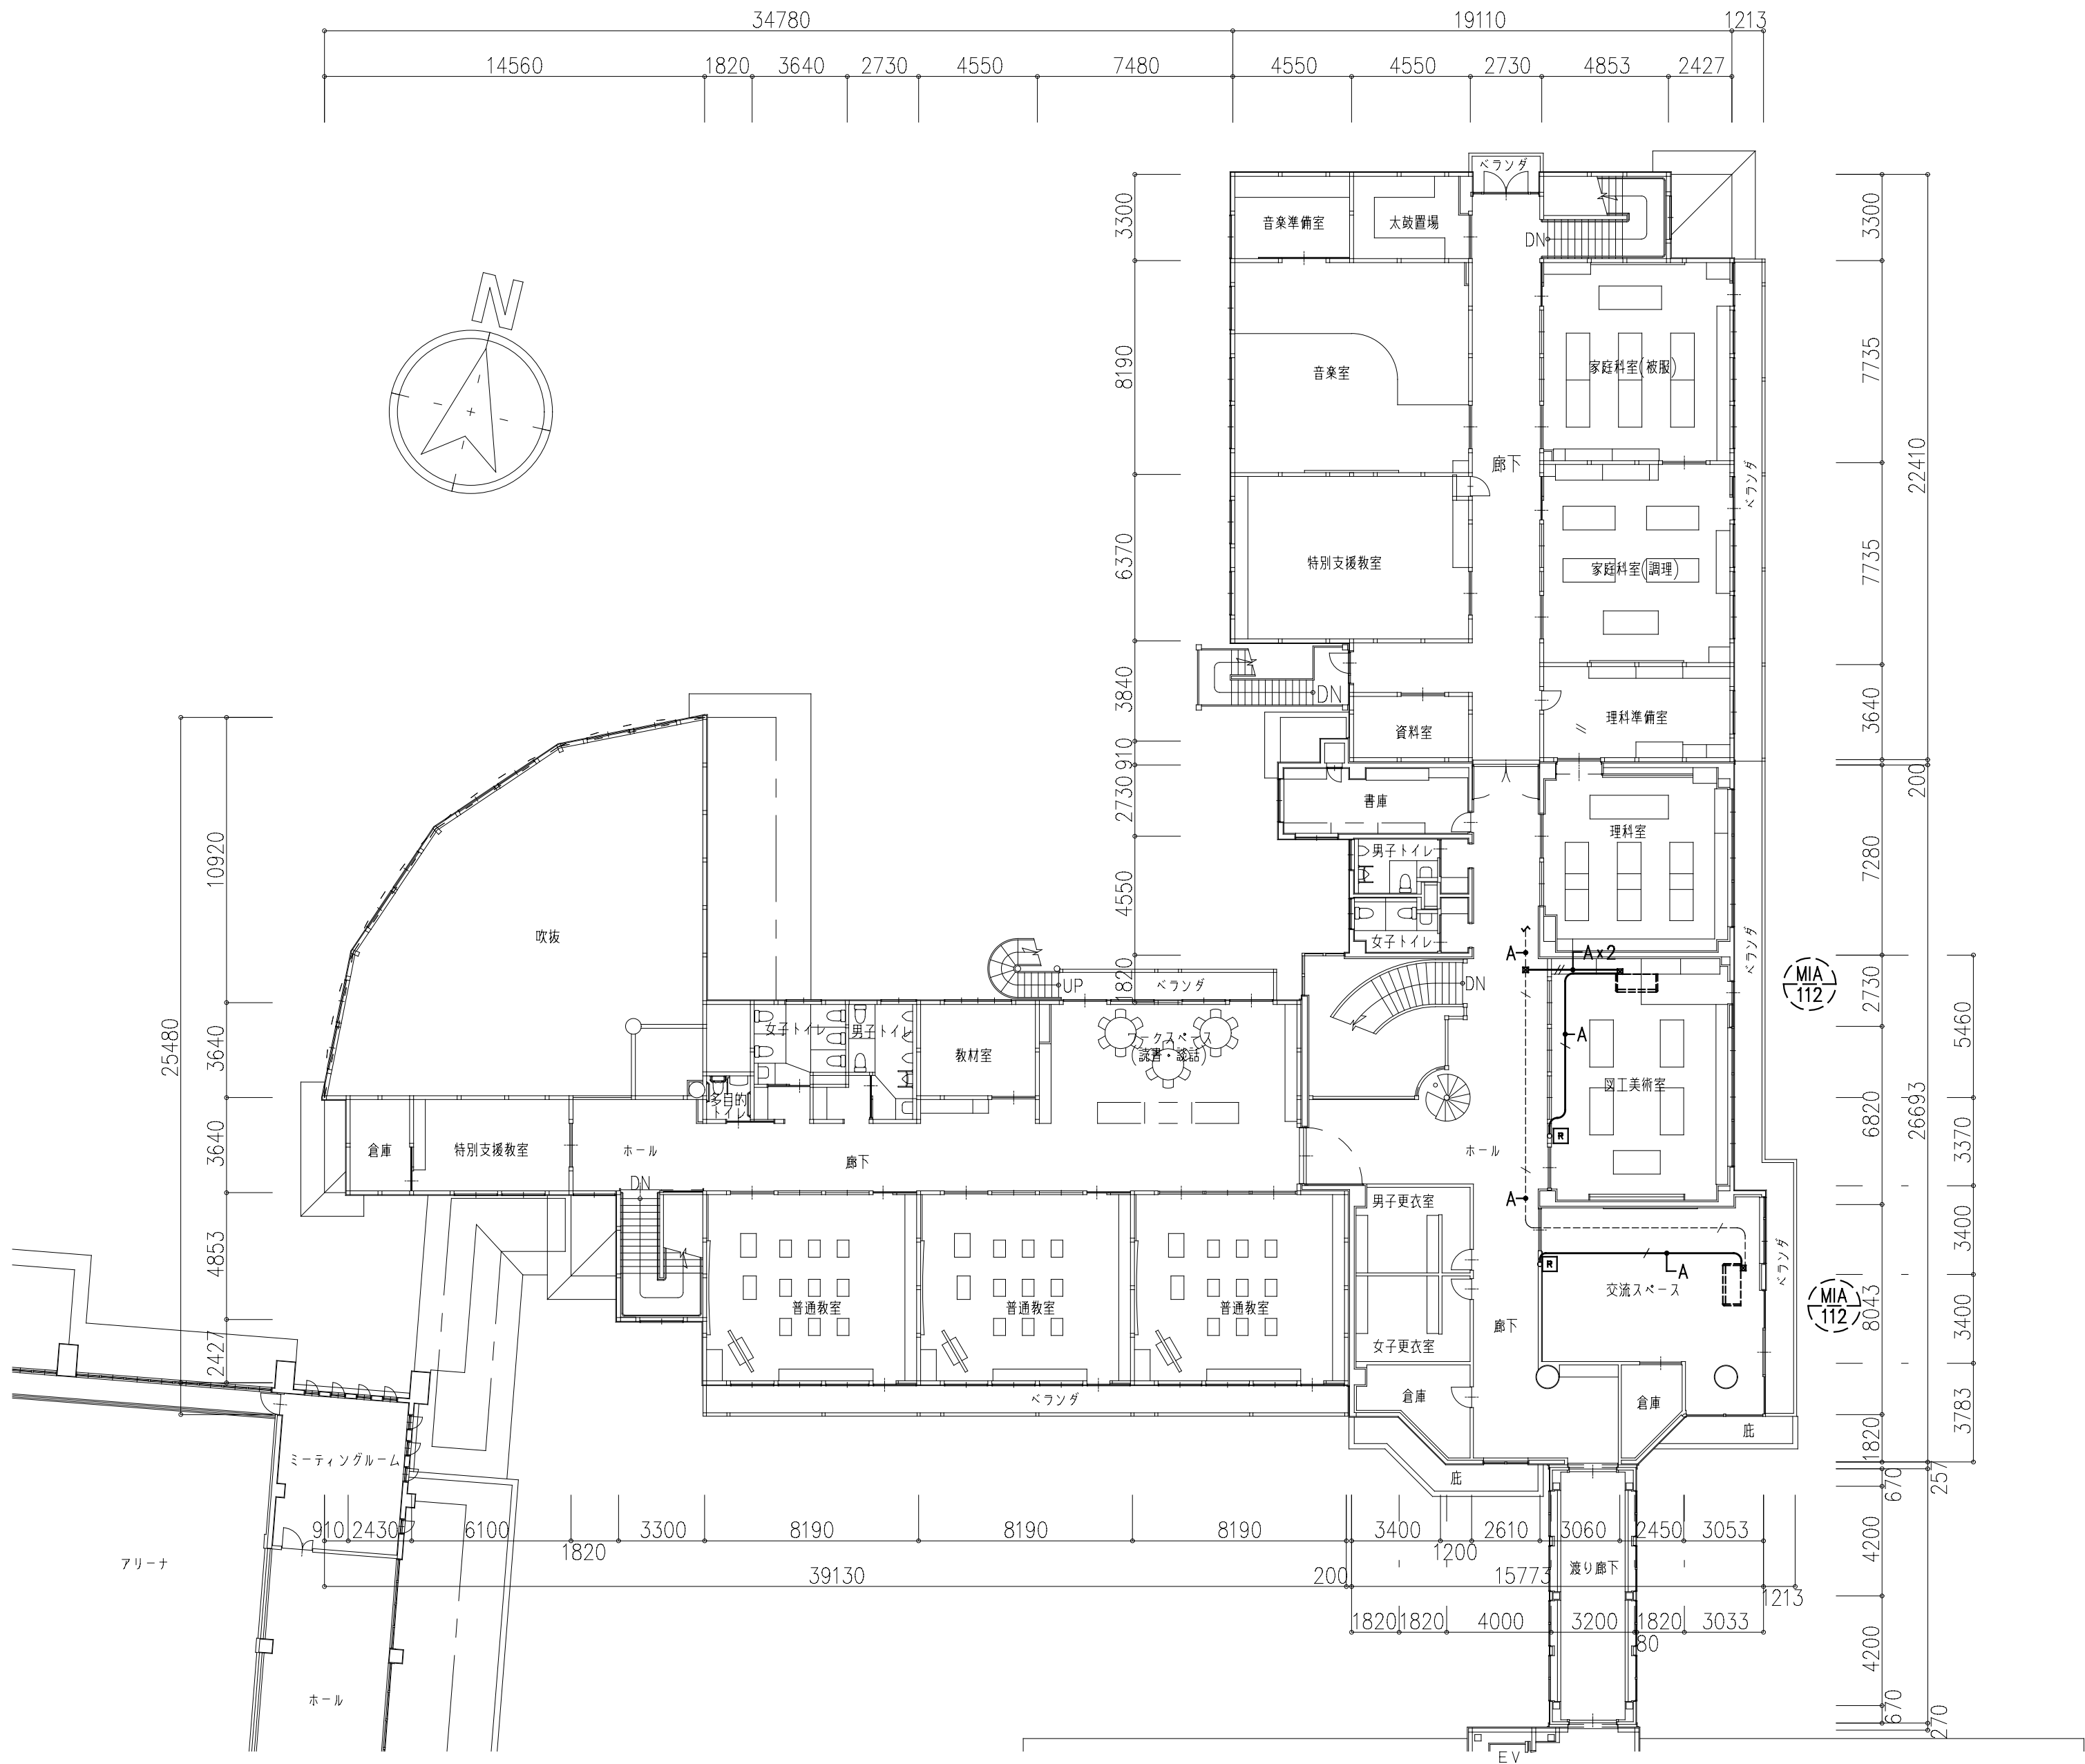 34780
19110
1213
14560
1820
3640
2730
4550
7480
4550
4550
2730
4853
2427
ベランダ
3300
音楽準備室
太鼓置場
DN
3300
N
8190
音楽室
家庭科室(被服)
7735
廊下
ベランダ
22410
6370
特別支援教室
家庭科室(調理)
7735
3840
DN
資料室
理科準備室
3640
910
200
2730
書庫
理科室
男子トイレ
7280
4550
女子トイレ
10920
吹抜
A
A×2
ベランダ
MIA
112
1820
UP
ベランダ
DN
2730
5460
25480
3640
女子トイレ
男子トイレ
教材室
ワークスペース
(読書・談話)
A
図工美術室
多目的
トイレ
R
6820
26693
3370
3640
倉庫
特別支援教室
ホール
廊下
ホール
DN
A
男子更衣室
3400
4853
R
A
交流スペース
ベランダ
MIA
112
8043
普通教室
普通教室
普通教室
廊下
女子更衣室
3400
2427
ベランダ
倉庫
倉庫
庇
3783
1820
ミーティングルーム
庇
670
257
910
2430
6100
3300
8190
8190
8190
3400
2610
3060
2450
3053
1820
1200
アリーナ
渡り廊下
4200
39130
200
15773
1213
1820
1820
4000
3200
1820
3033
80
4200
ホール
670
270
EV